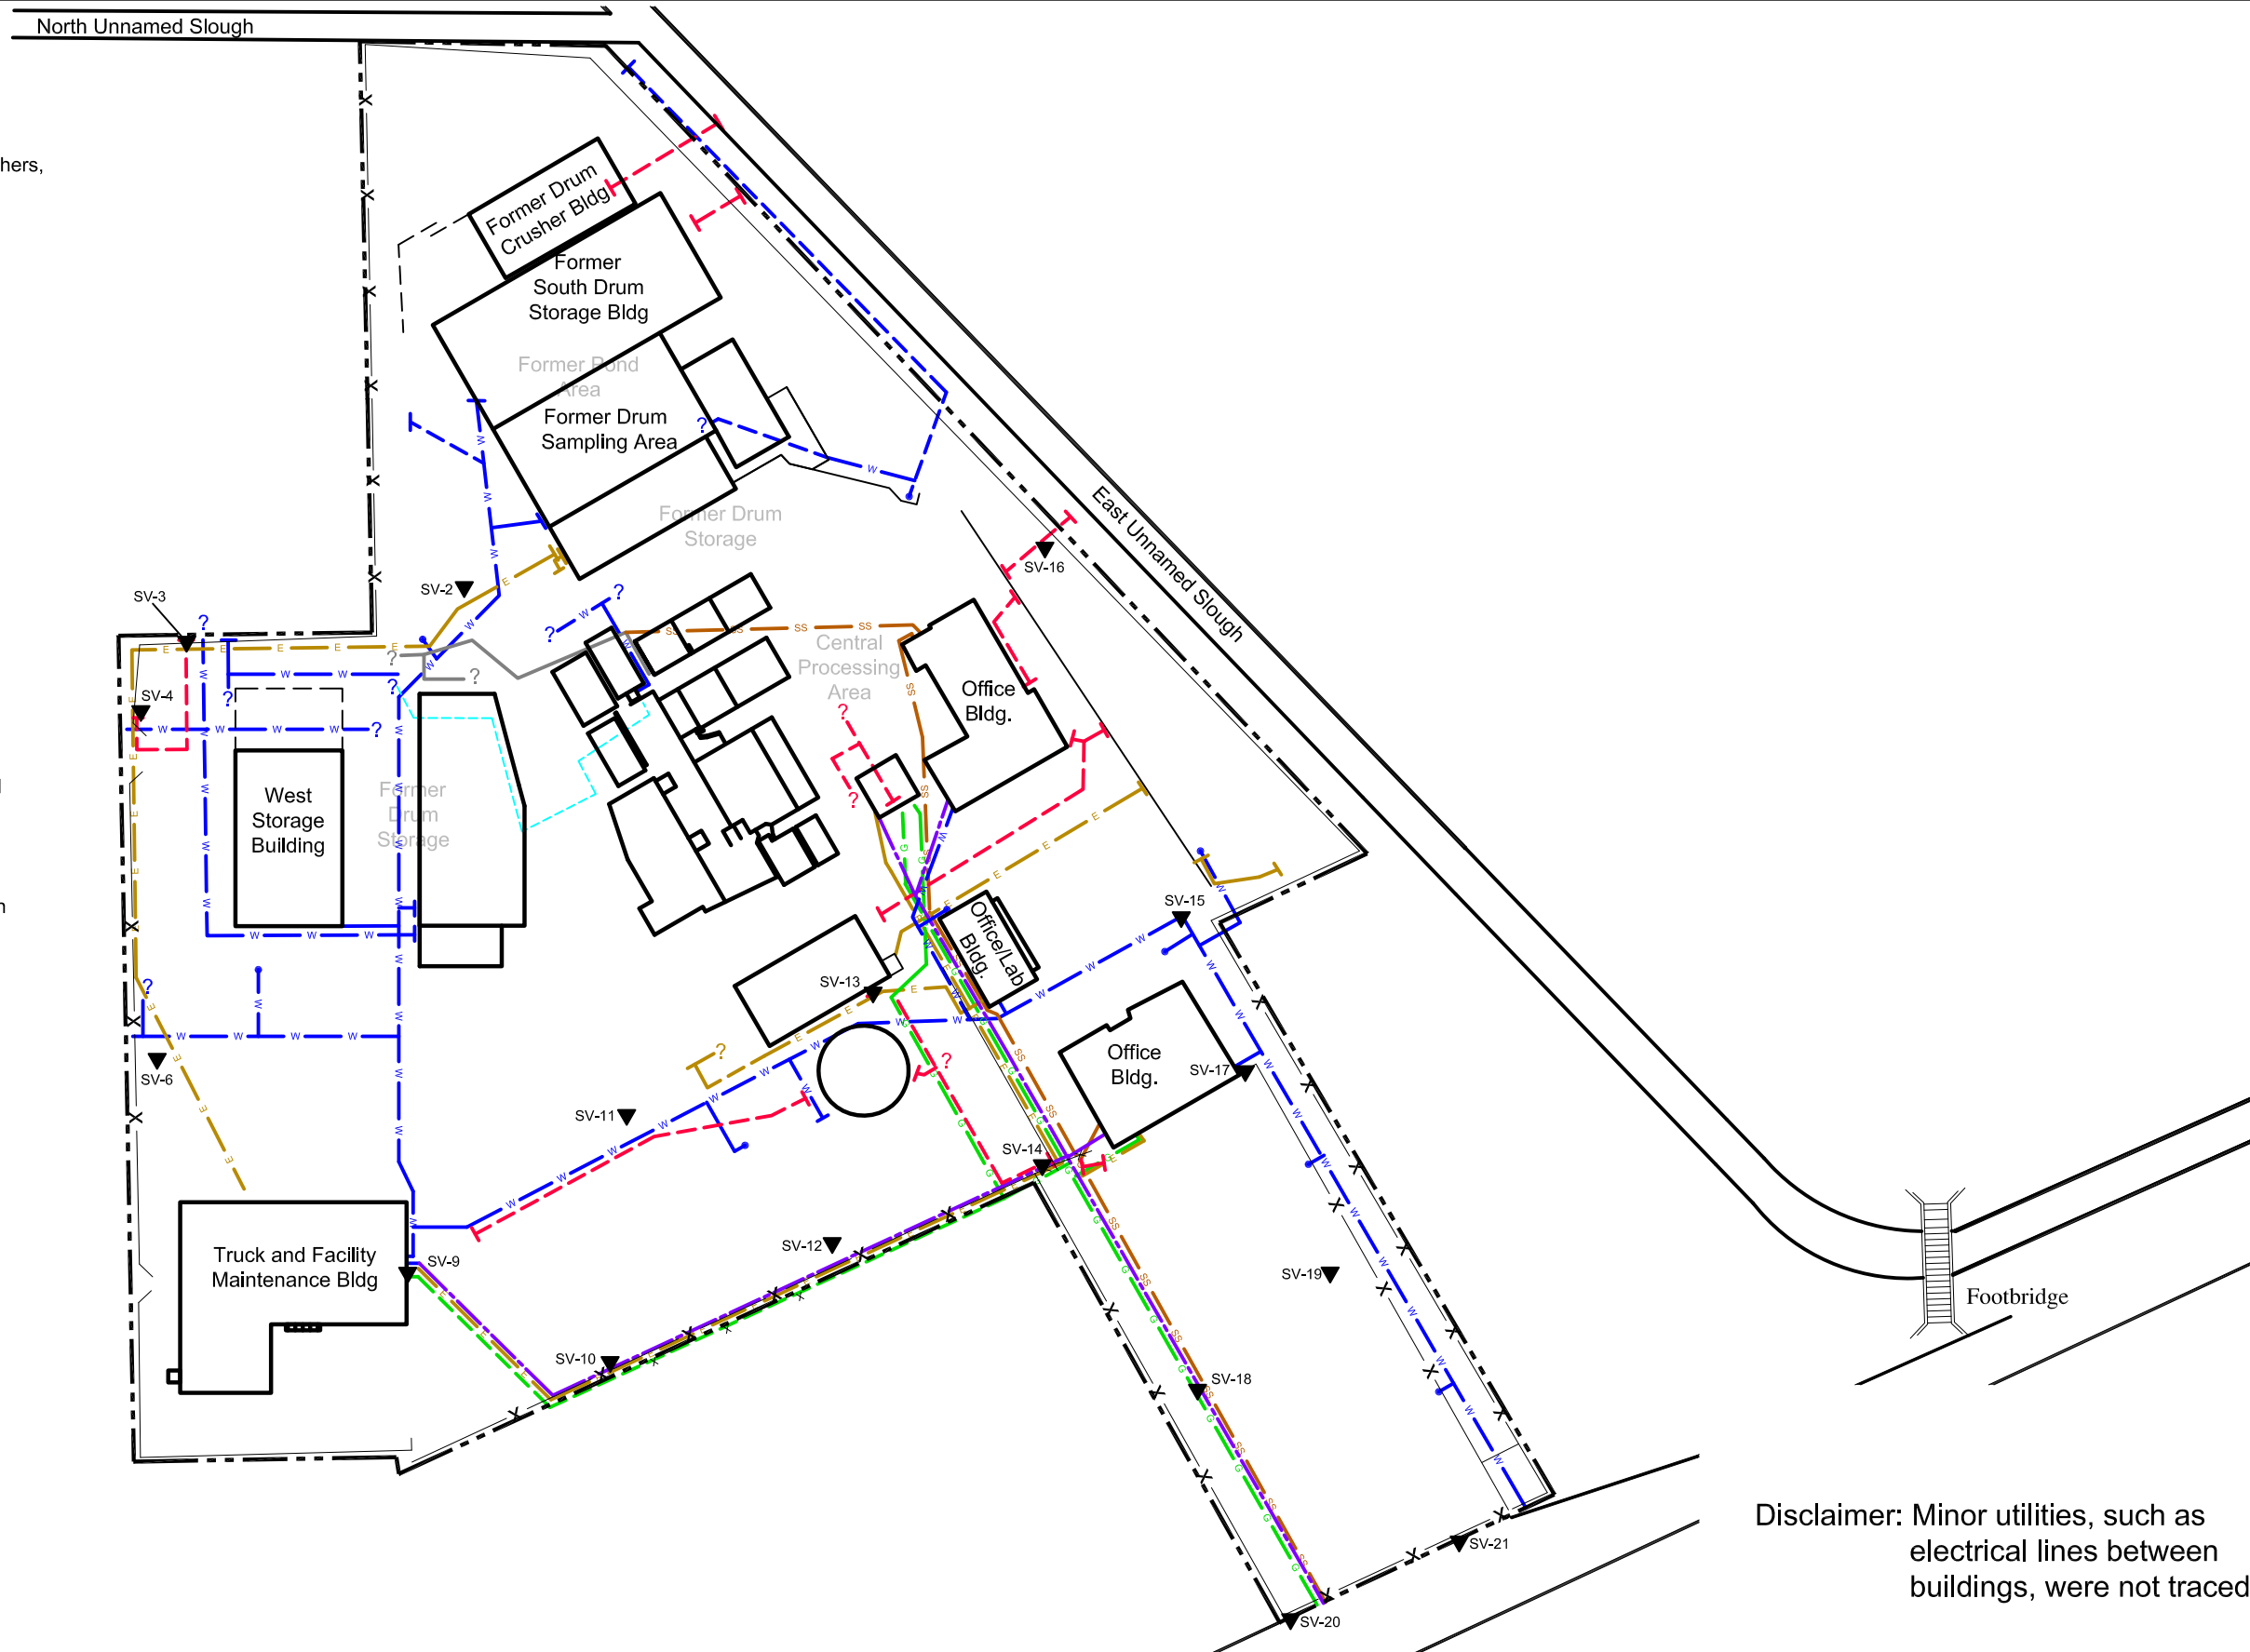 North Unnamed Slough
hers,
Former Drum
Crusher Bldg
Former
South Drum
Storage Bldg
Former Pond
Area
Former Drum
Sampling Area
Former Drum
Storage
East Unnamed Slough
SV-16
SV-2
SV-3
SV-4
Central
Processing
Area
Office
Bldg.
West
Storage
Building
Former
Drum
Storage
SV-15
Office/Lab
Bldg.
SV-13
Office
Bldg.
SV-17
SV-6
SV-11
SV-14
SV-12
SV-9
Truck and Facility
Maintenance Bldg
SV-19
Footbridge
SV-10
SV-18
SV-21
SV-20
Disclaimer: Minor utilities, such as
electrical lines between
buildings, were not traced